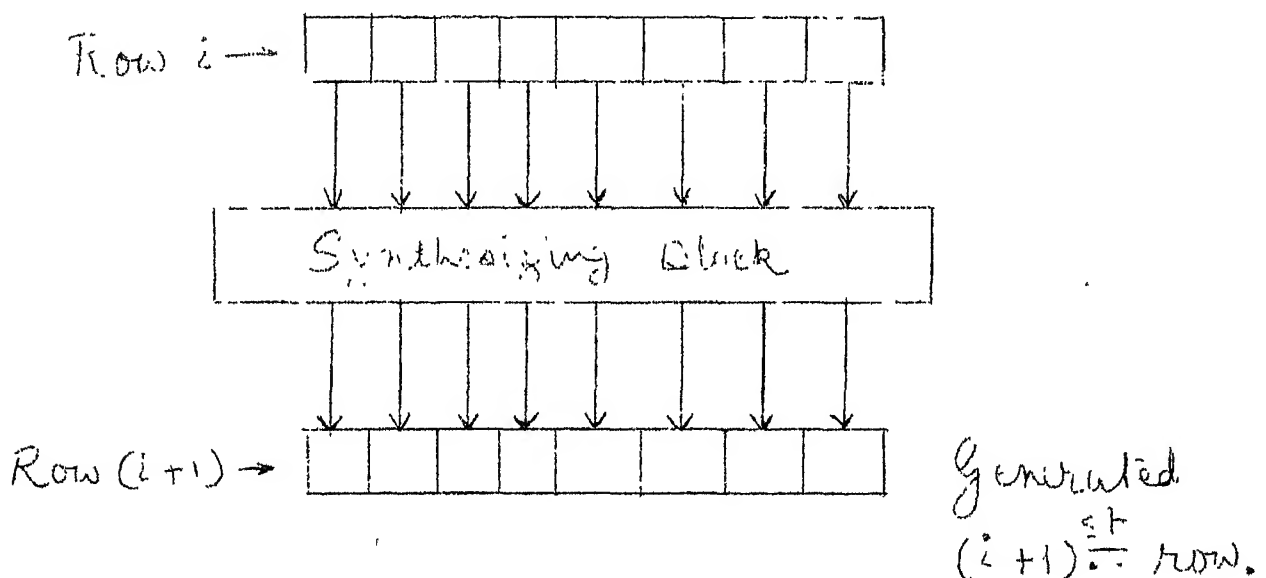 Row i →
Synthesizing Block
Row (i+1) →
Generated
(i+1)st row.